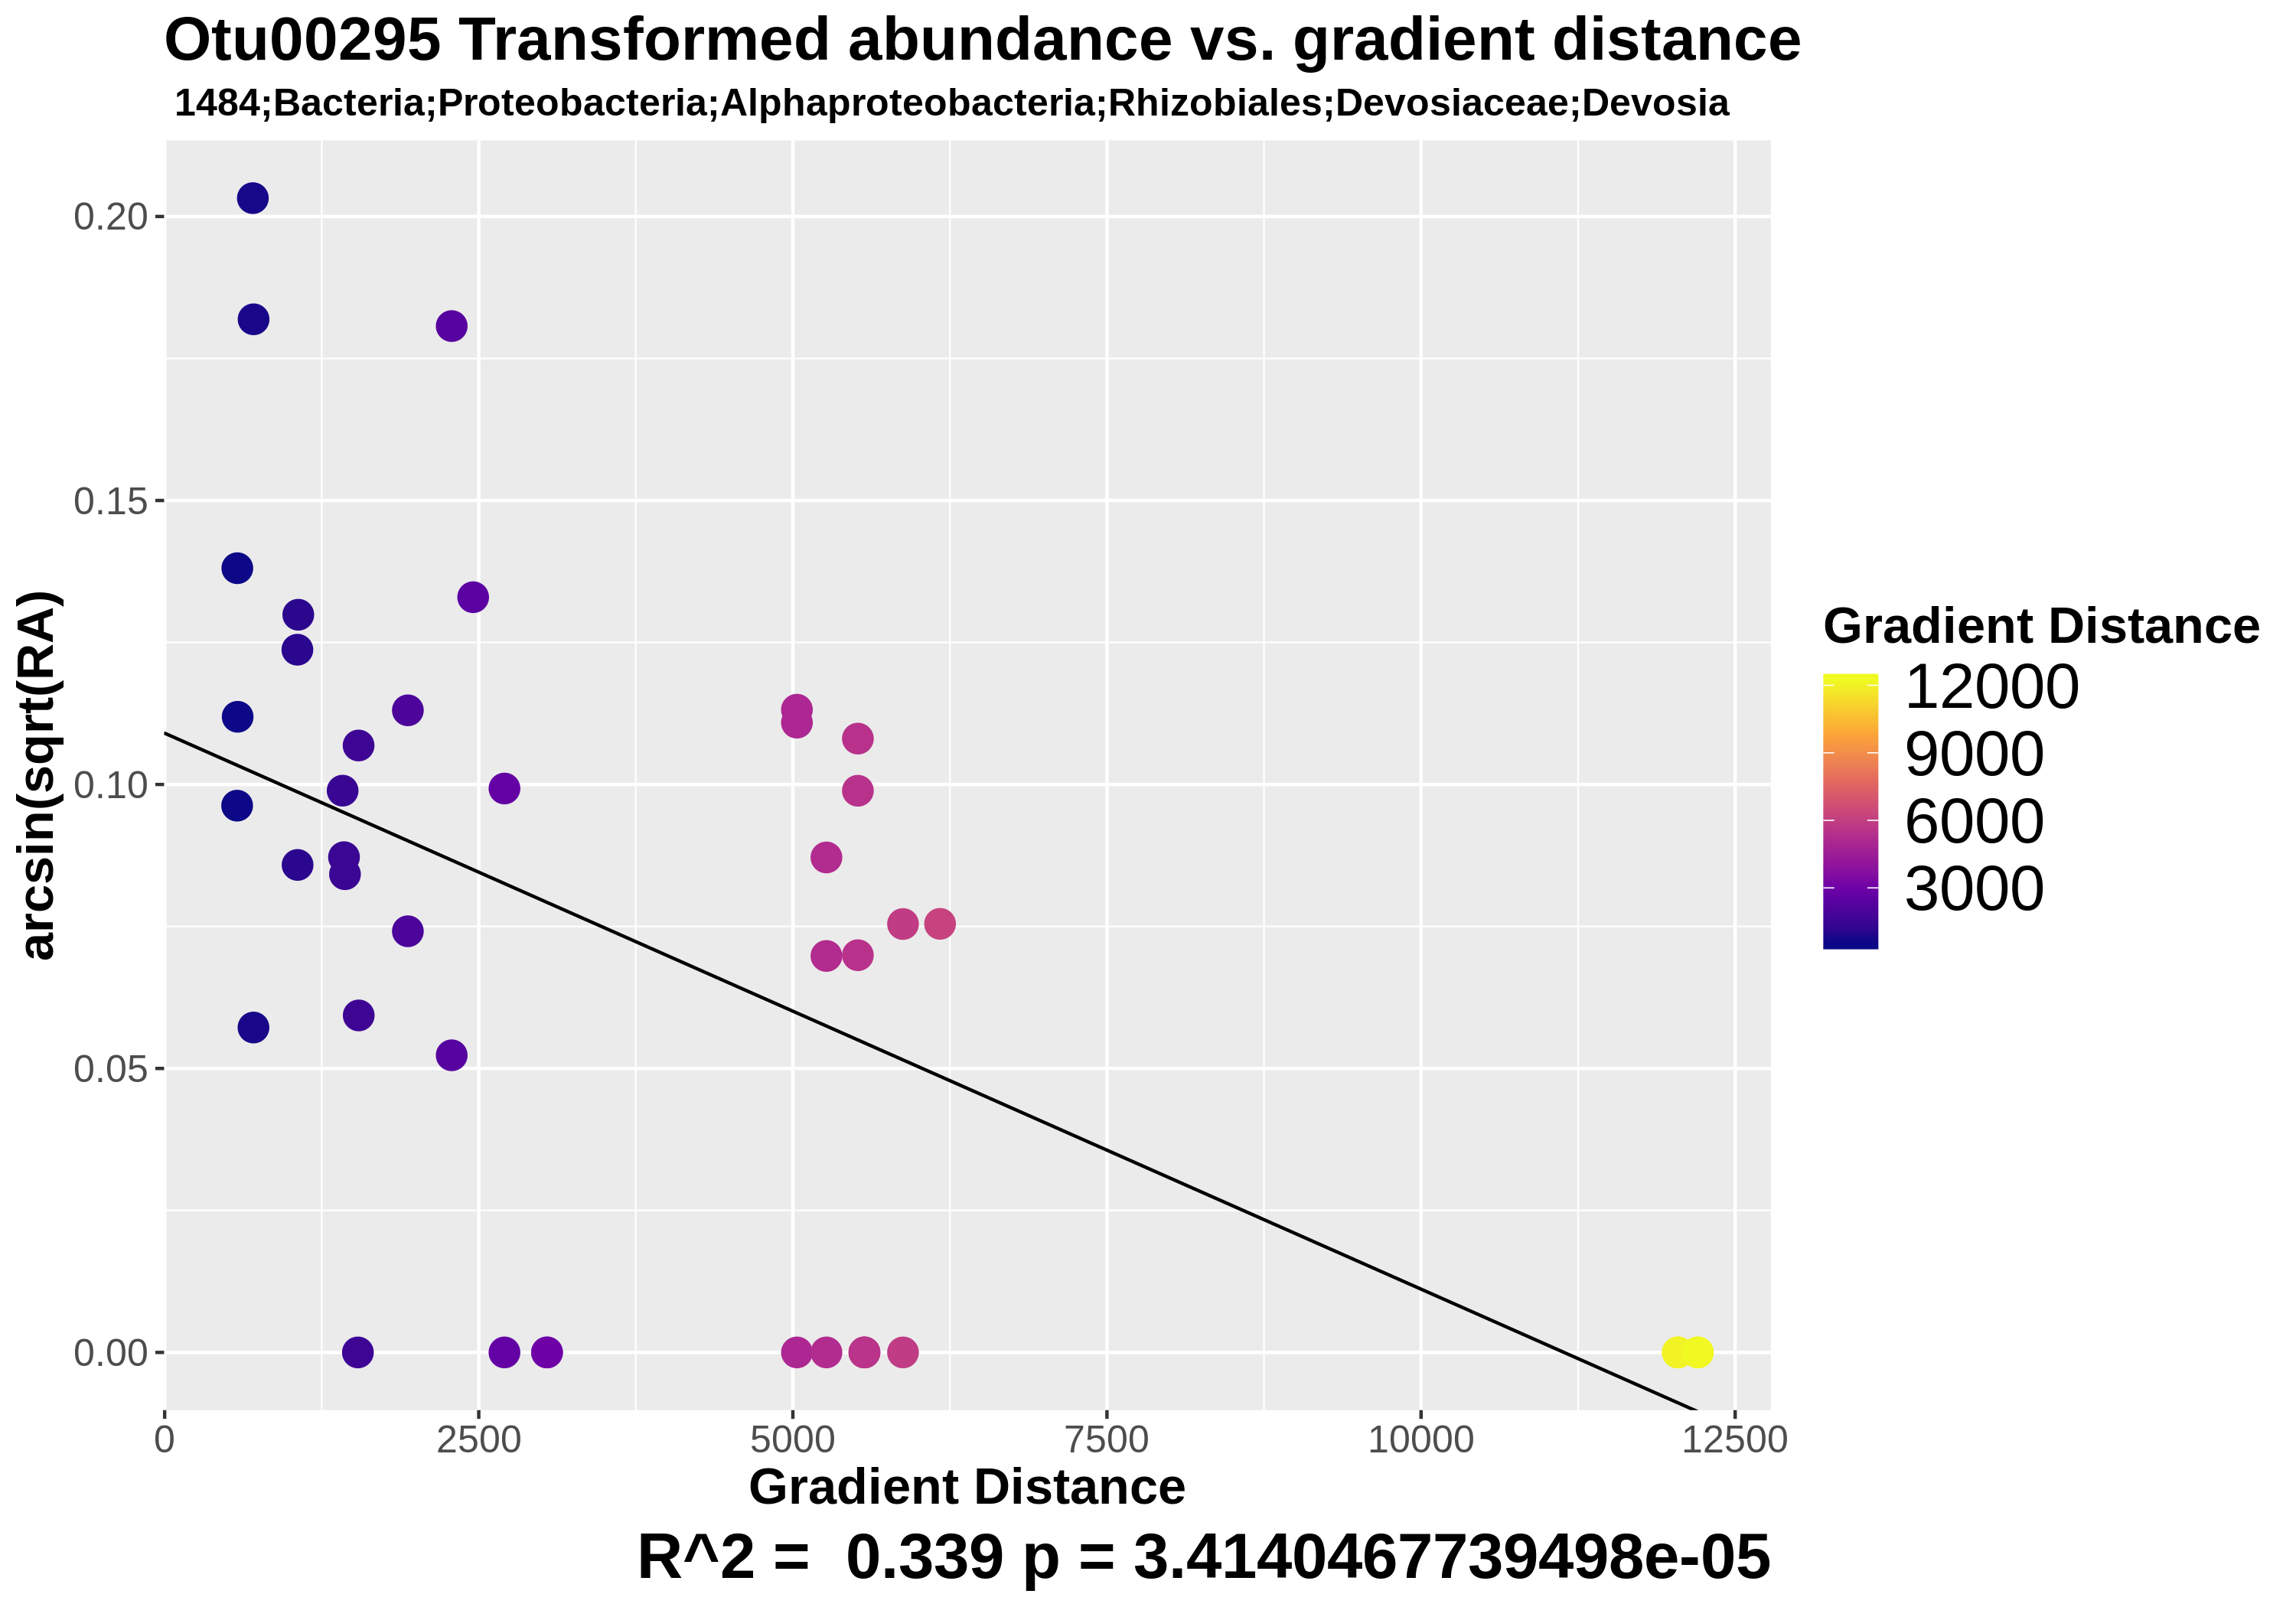 Otu00295 Transformed abundance vs. gradient distance
1484;Bacteria;Proteobacteria;Alphaproteobacteria;Rhizobiales;Devosiaceae;Devosia
arcsin(sqrt(RA)
0.20
0.15
0.10
0.05
0.00
0 2500 5000 7500 10000 12500
Gradient Distance
R^2 =  0.339 p = 3.4140467739498e-05
Gradient Distance
12000
9000
6000
3000